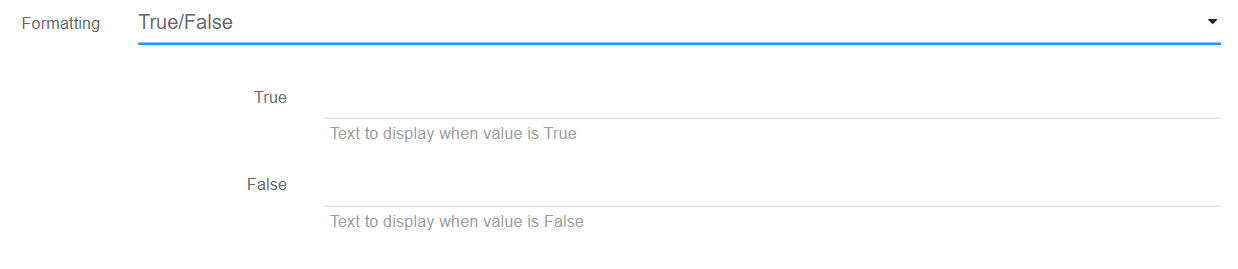 Formatting True/False
True
Text to display when value is True
False
Text to display when value is False